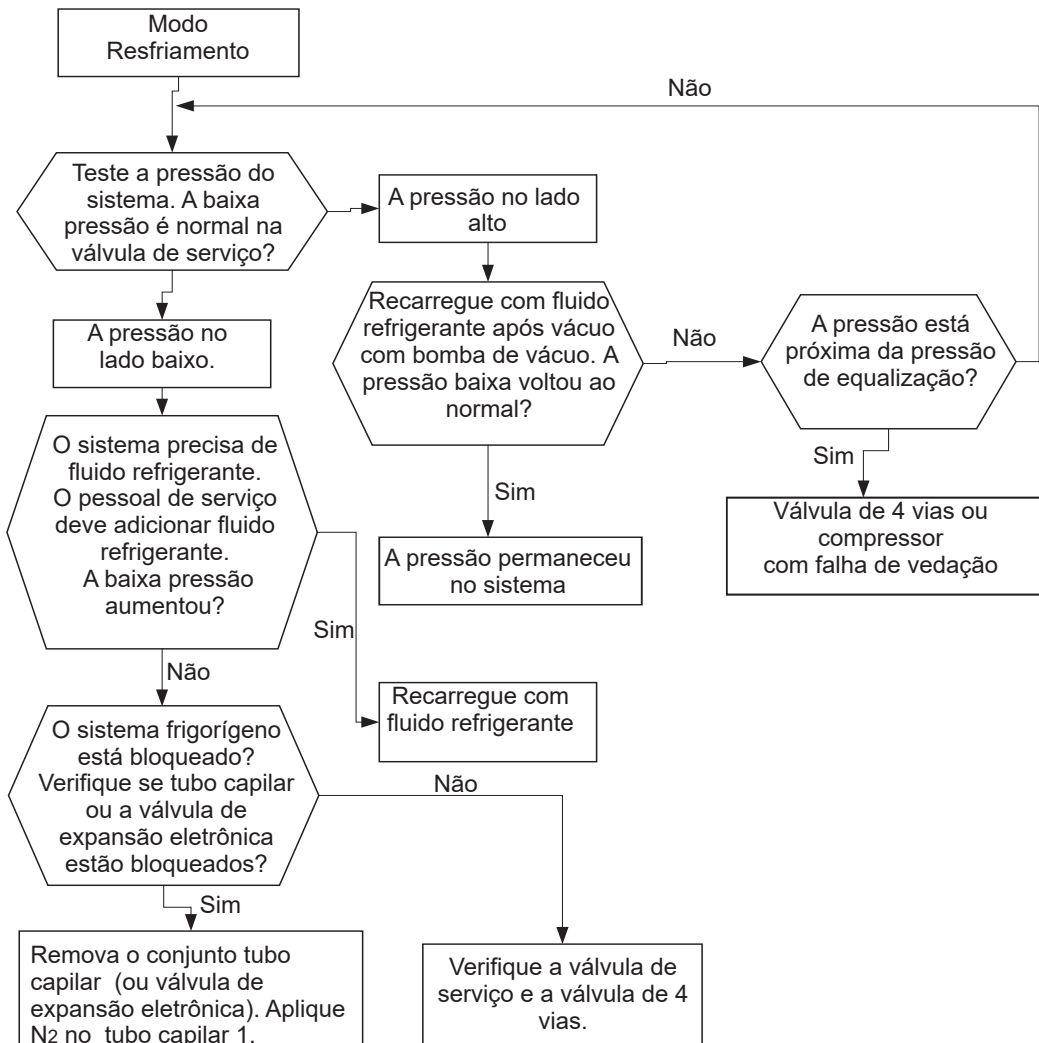 Modo
Resfriamento
Não
Teste a pressão do
sistema. A baixa
pressão é normal na
válvula de serviço?
A pressão no lado
alto
Recarregue com fluido
refrigerante após vácuo
com bomba de vácuo. A
pressão baixa voltou ao
normal?
Não
A pressão está
próxima da pressão
de equalização?
A pressão no
lado baixo.
Sim
Sim
Válvula de 4 vias ou
compressor
com falha de vedação
A pressão permaneceu
no sistema
O sistema precisa de
fluido refrigerante.
O pessoal de serviço
deve adicionar fluido
refrigerante.
A baixa pressão
aumentou?
Sim
Não
Recarregue com
fluido refrigerante
O sistema frigorígeno
está bloqueado?
Verifique se tubo capilar
ou a válvula de
expansão eletrônica
estão bloqueados?
Não
Sim
Remova o conjunto tubo
capilar (ou válvula de
expansão eletrônica). Aplique
N2 no tubo capilar 1.
Verifique a válvula de
serviço e a válvula de 4
vias.